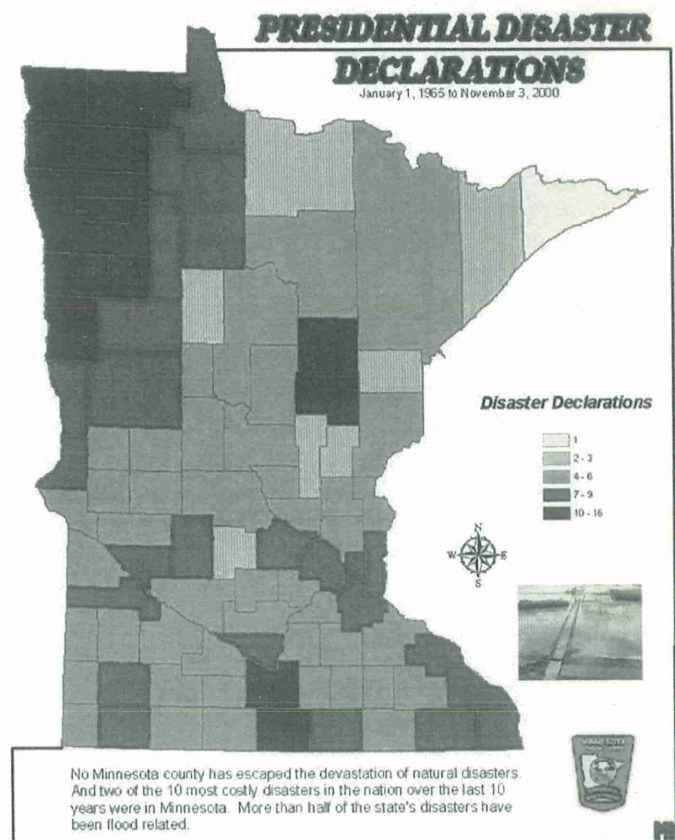 PRESIDENTIAL DISASTER
DECLARATIONS
January 1, 1965 to November 3, 2000
Disaster Declarations
1
2 - 3
4 - 6
7 - 9
10 - 16
N
W E
S
MINNESOTA
No Minnesota county has escaped the devastation of natural disasters.
And two of the 10 most costly disasters in the nation over the last 10
years were in Minnesota. More than half of the state's disasters have
been flood related.